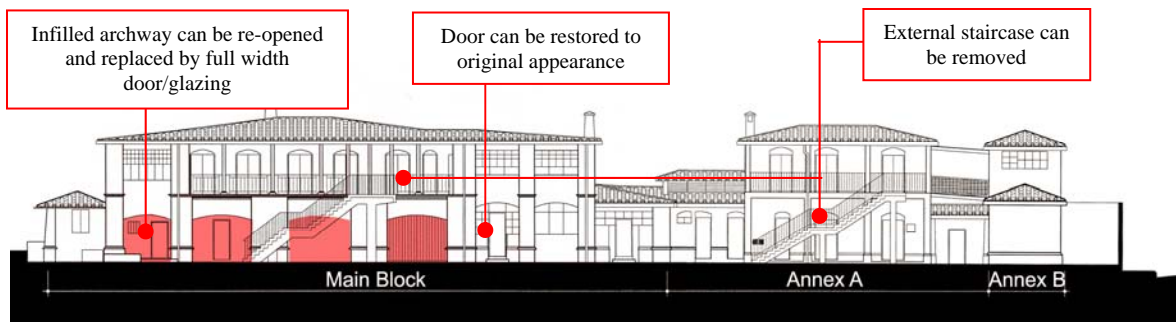 Infilled archway can be re-opened
and replaced by full width
door/glazing
Door can be restored to
original appearance
External staircase can
be removed
Main Block
Annex A
Annex B